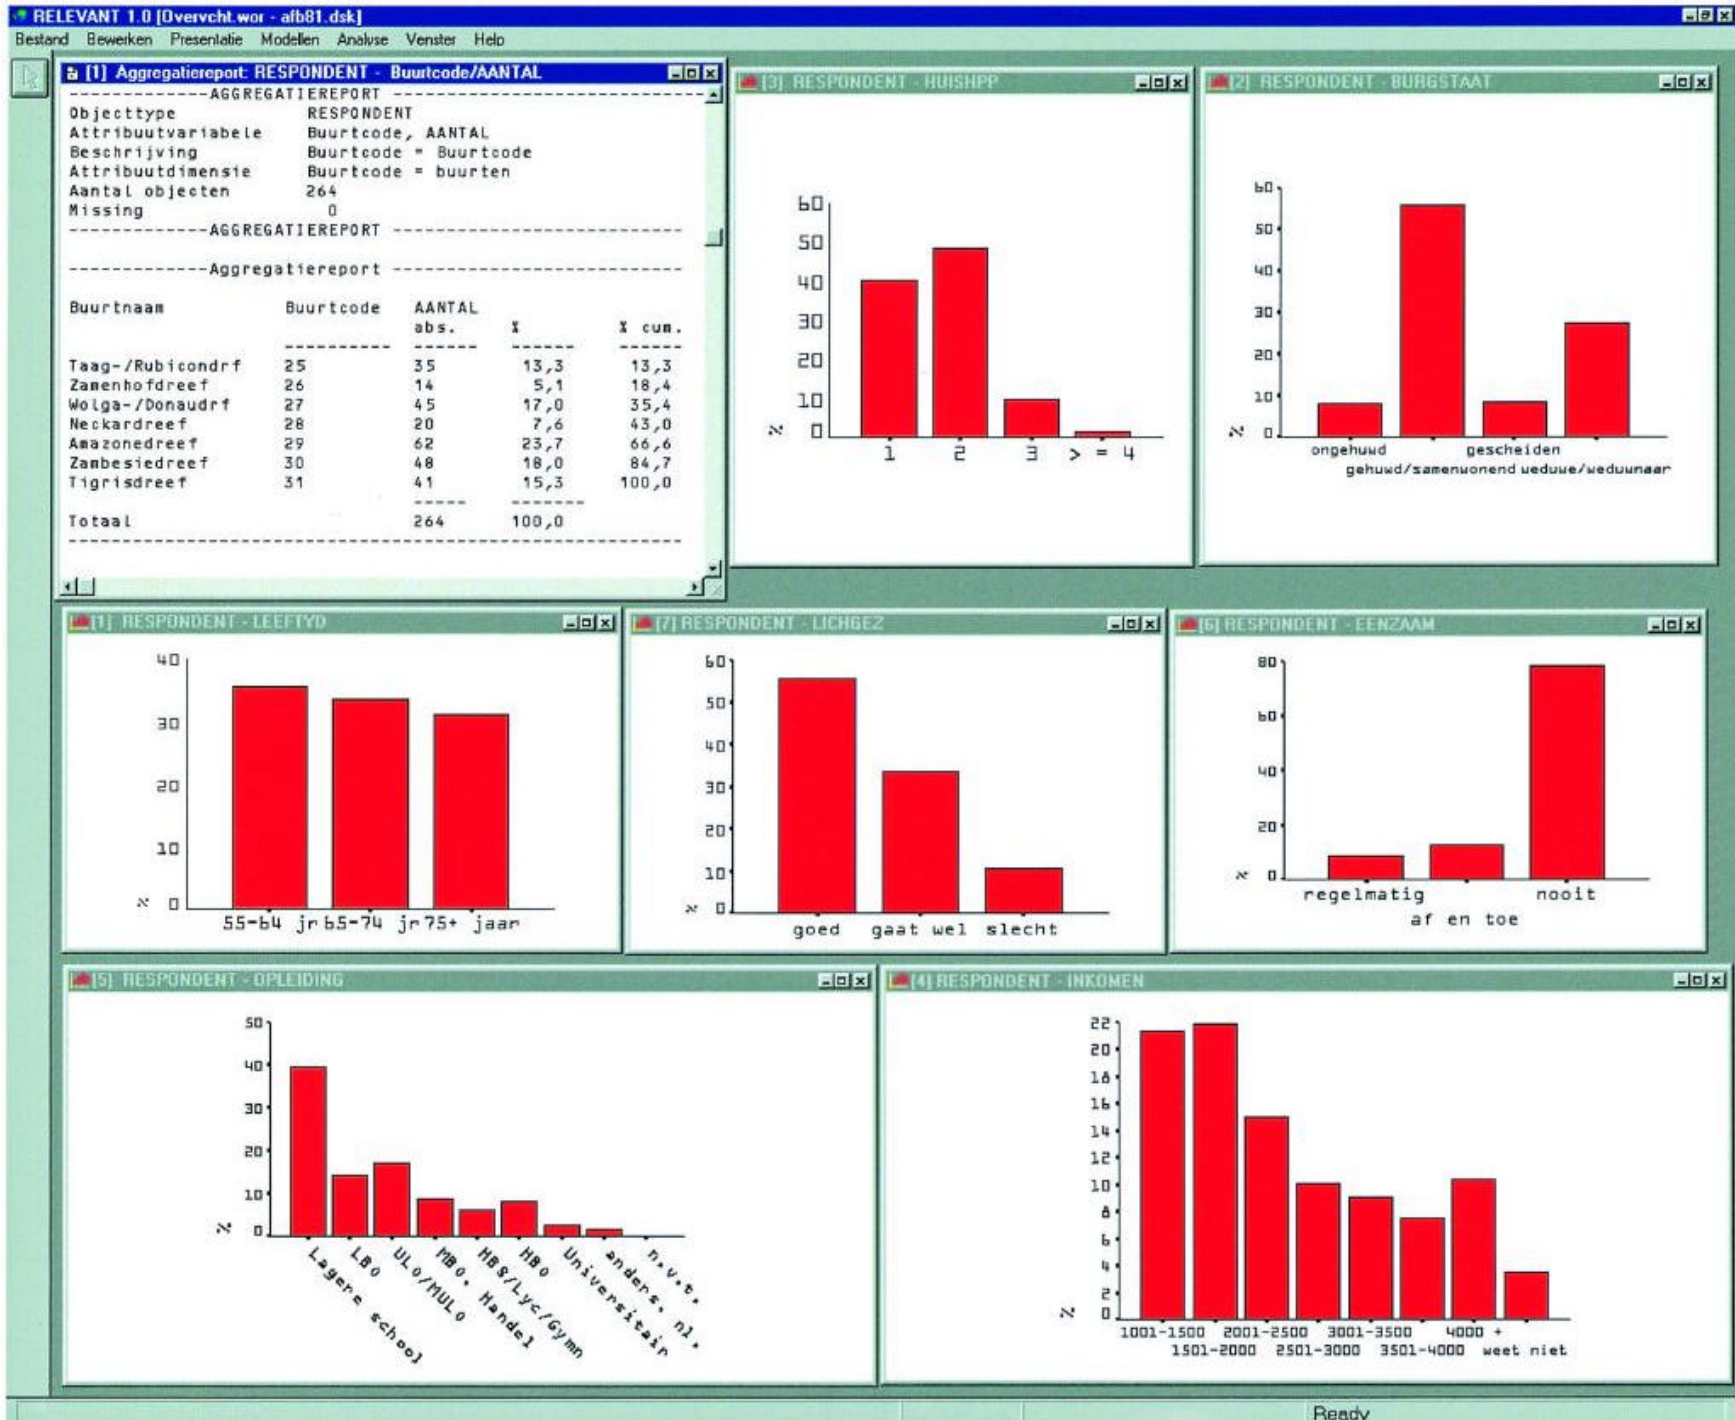 RELEVANT 1.0 [Overvcht.wor - afb81.dsk]
Bestand Bewerken Presentatie Modellen Analyse Venster Help
[1] Aggregatiereport: RESPONDENT - Buurtcode/AANTAL
-------------AGGREGATIEREPORT -----------------------------
Objecttype RESPONDENT
Attribuutvariabele Buurtcode, AANTAL
Beschrijving Buurtcode = Buurtcode
Attribuutdimensie Buurtcode = buurten
Aantal objecten 264
Missing 0
-------------AGGREGATIEREPORT ---------------------------
-------------Aggregatiereport ---------------------------
Buurtnaam Buurtcode AANTAL
abs. % % cum.
---------- ------ ------ ------
Taag-/Rubicondrf 25 35 13,3 13,3
Zamenhofdreef 26 14 5,1 18,4
Wolga-/Donaudrf 27 45 17,0 35,4
Neckardreef 28 20 7,6 43,0
Amazonedreef 29 62 23,7 66,6
Zambesiedreef 30 48 18,0 84,7
Tigrisdreef 31 41 15,3 100,0
----- -------
Totaal 264 100,0
----------------------------------------------------------
[3] RESPONDENT - HUISHPP
60
50
40
30
20
10
% 0
1 2 3 > = 4
[2] RESPONDENT - BURGSTAAT
60
50
40
30
20
10
% 0
ongehuwd gescheiden
gehuwd/samenwonend weduwe/weduwnaar
[1] RESPONDENT - LEEFTYD
40
30
20
10
% 0
55-64 jr 65-74 jr 75+ jaar
[7] RESPONDENT - LICHGEZ
60
50
40
30
20
10
% 0
goed gaat wel slecht
[6] RESPONDENT - EENZAAM
80
60
40
20
% 0
regelmatig nooit
af en toe
[5] RESPONDENT - OPLEIDING
50
40
30
20
10
% 0
Lagere school
LBO
ULO/MULO
MBO, Handel
HBS/Lyc/Gymn
HBO
Universitair
anders, nl.
n.v.t.
[4] RESPONDENT - INKOMEN
22
20
18
16
14
12
10
8
6
4
2
% 0
1001-1500 2001-2500 3001-3500 4000 +
1501-2000 2501-3000 3501-4000 weet niet
Ready